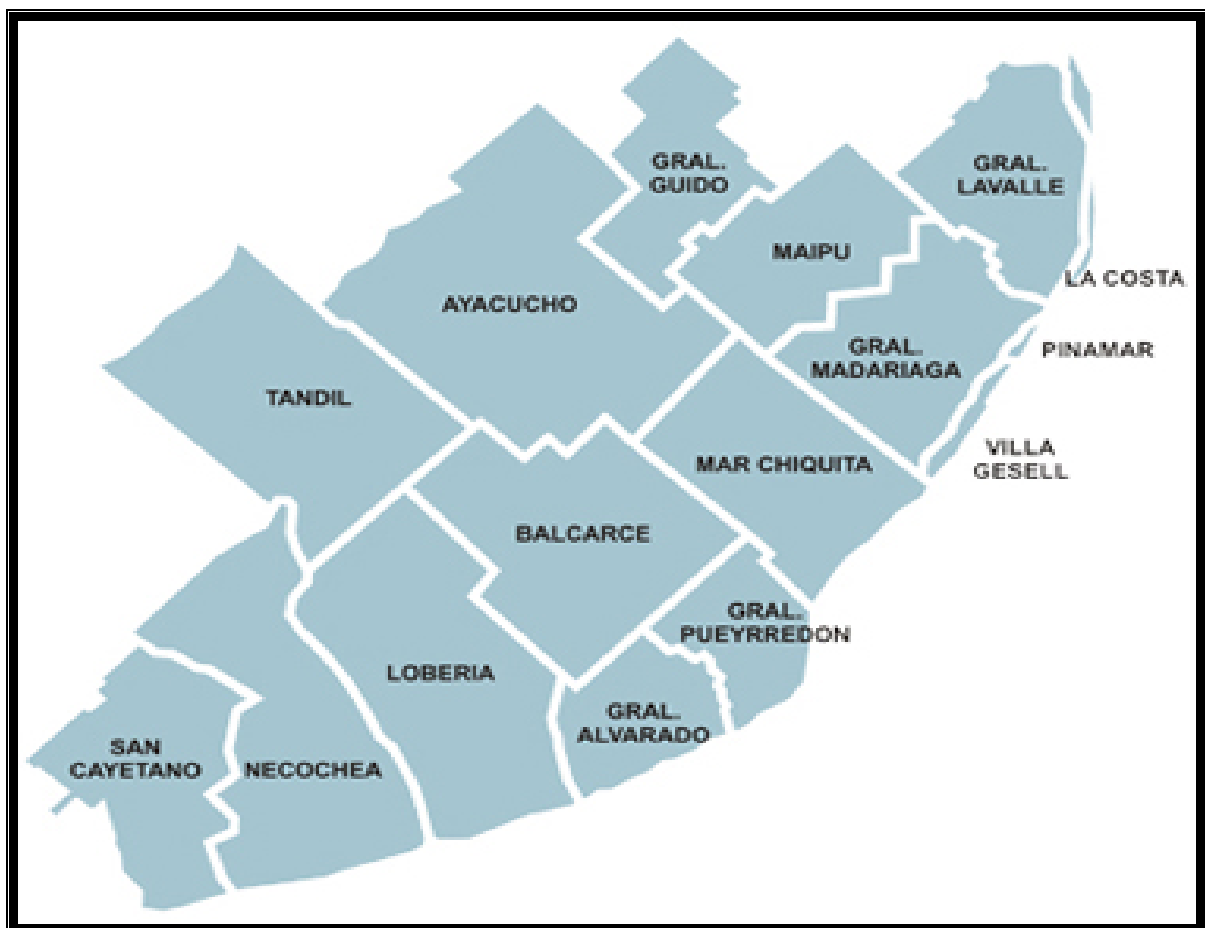 GRAL.
GUIDO
GRAL.
LAVALLE
MAIPU
LA COSTA
AYACUCHO
GRAL.
MADARIAGA
PINAMAR
TANDIL
MAR CHIQUITA
VILLA
GESELL
BALCARCE
GRAL.
PUEYRREDON
LOBERIA
GRAL.
ALVARADO
SAN
CAYETANO
NECOCHEA